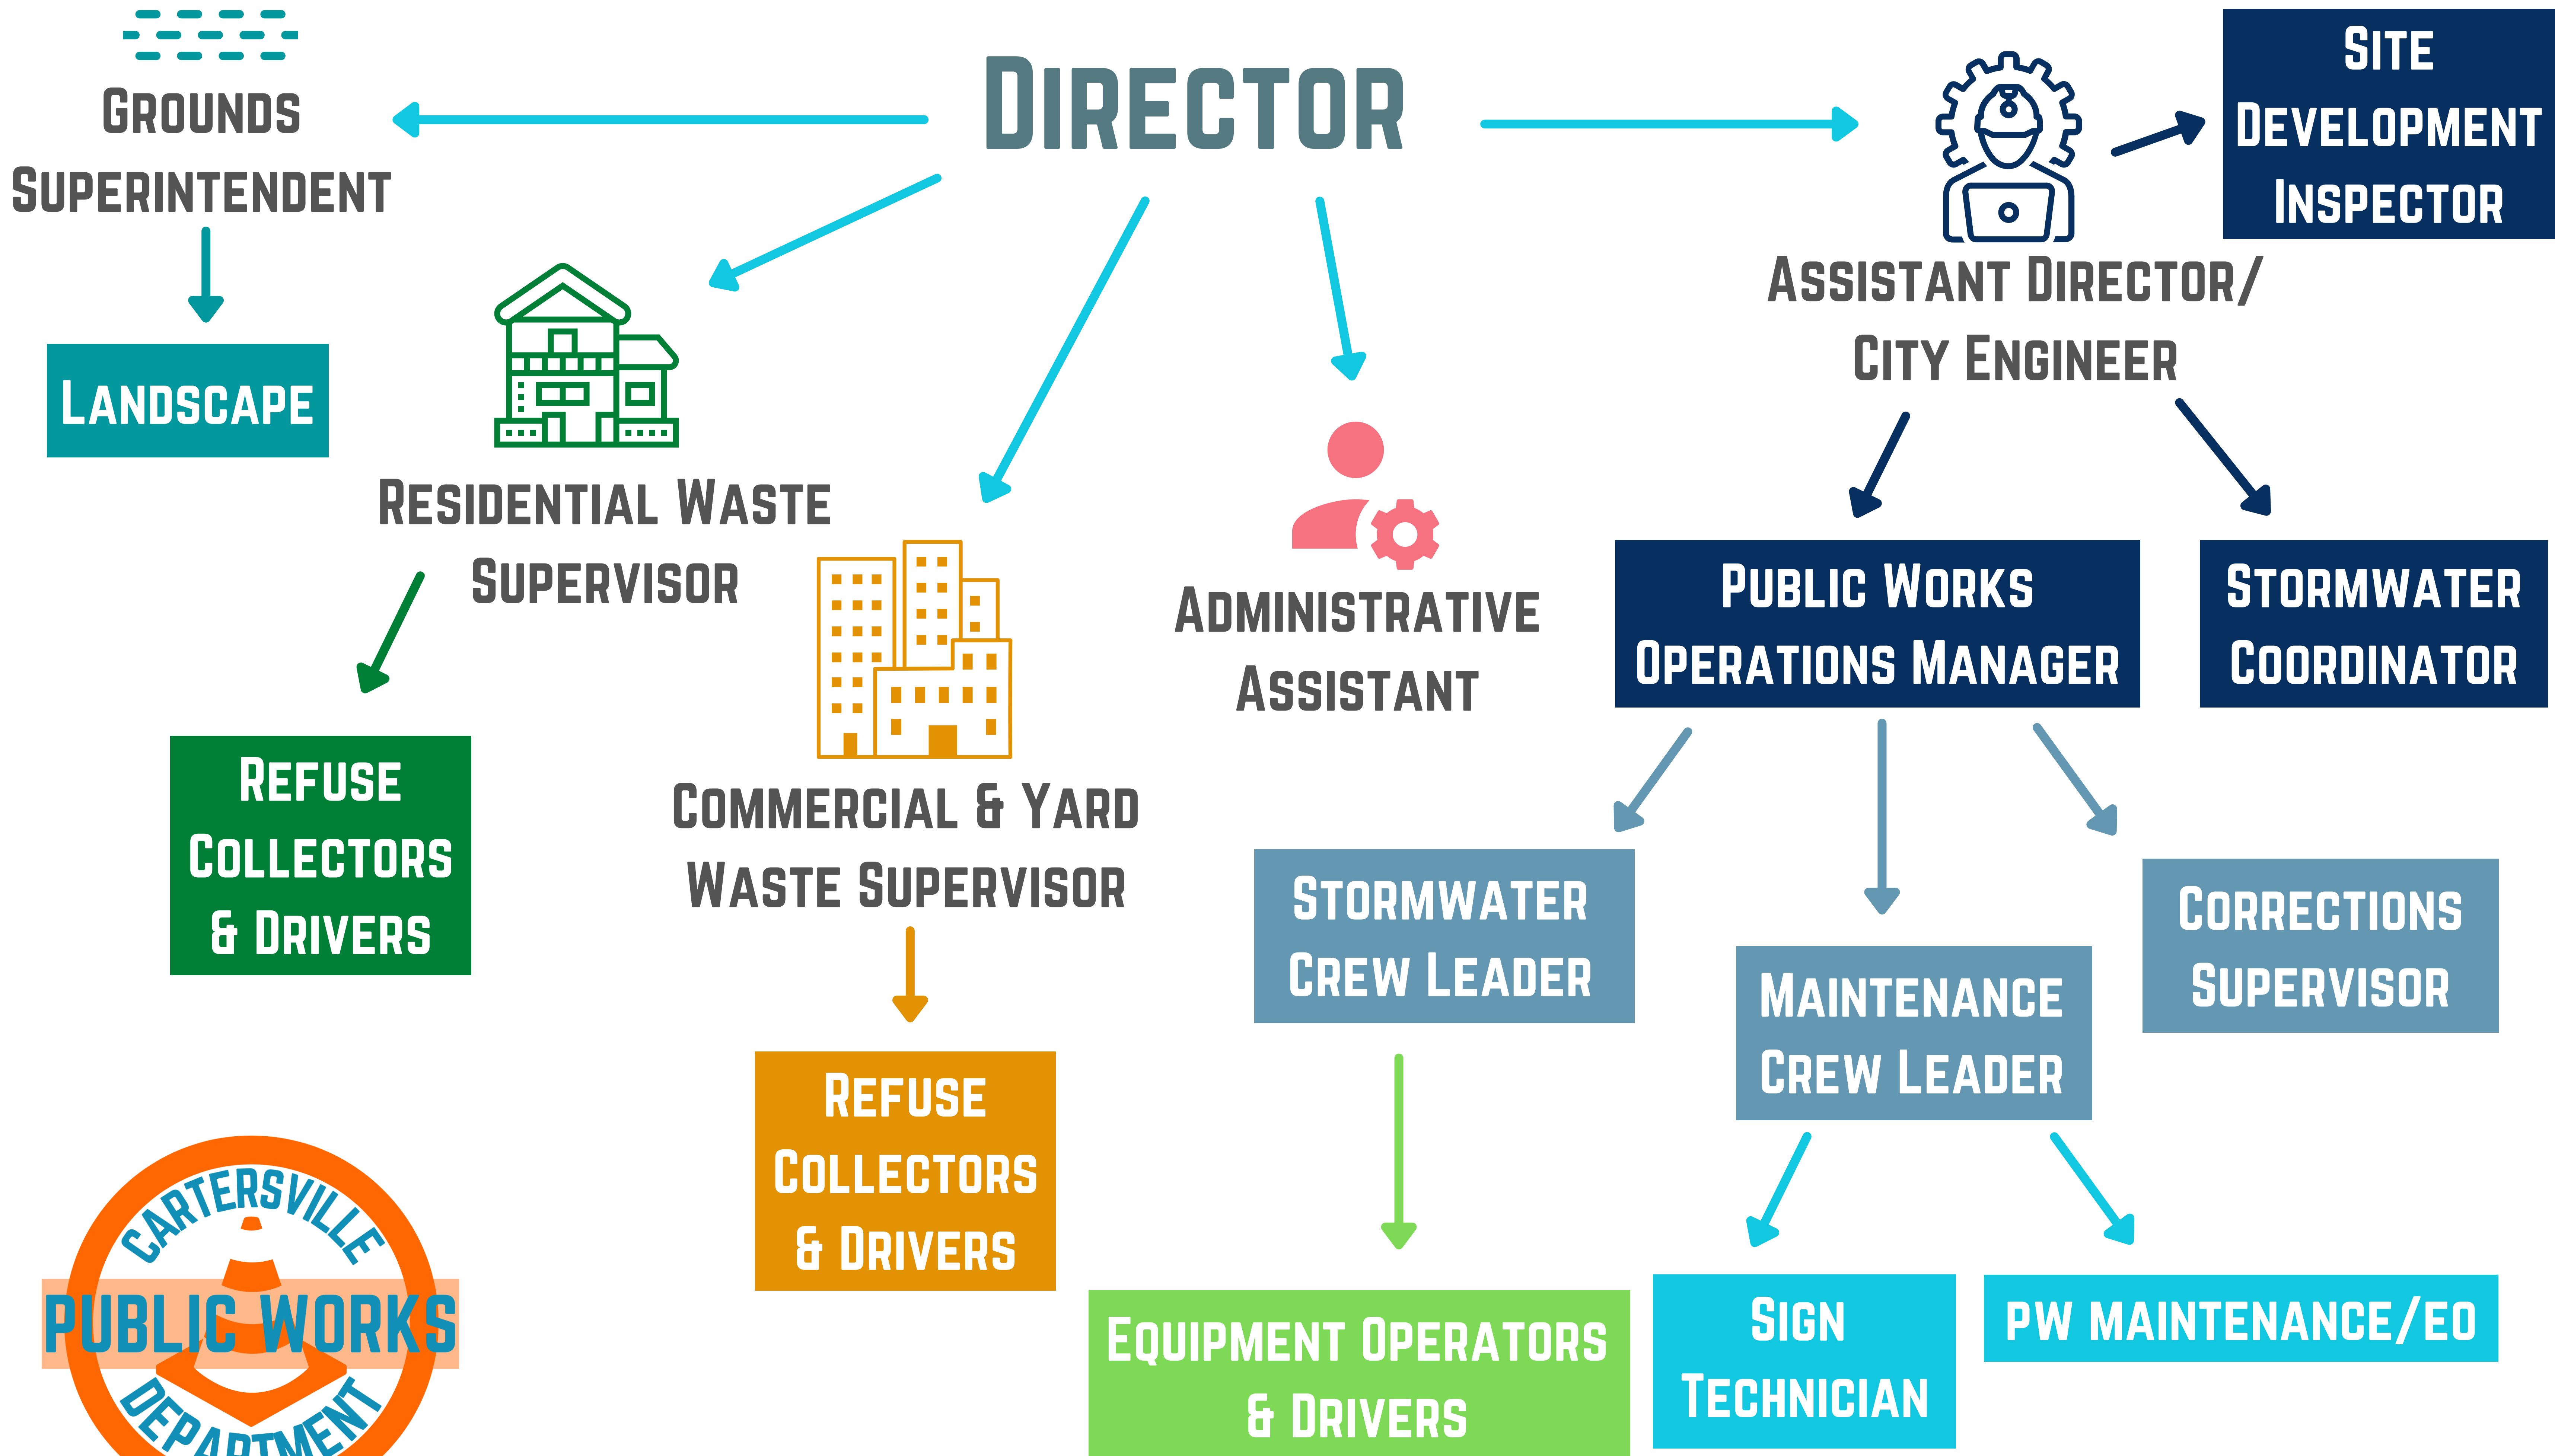 Director
Grounds
Superintendent
Landscape
Residential Waste
Supervisor
Refuse
Collectors
& Drivers
Commercial & Yard
Waste Supervisor
Refuse
Collectors
& Drivers
Administrative
Assistant
Assistant Director/
City Engineer
Site
Development
Inspector
Public Works
Operations Manager
Stormwater
Coordinator
Stormwater
Crew Leader
Maintenance
Crew Leader
Corrections
Supervisor
Equipment Operators
& Drivers
Sign
Technician
PW MAINTENANCE/EO
CARTERSVILLE
PUBLIC WORKS
DEPARTMENT